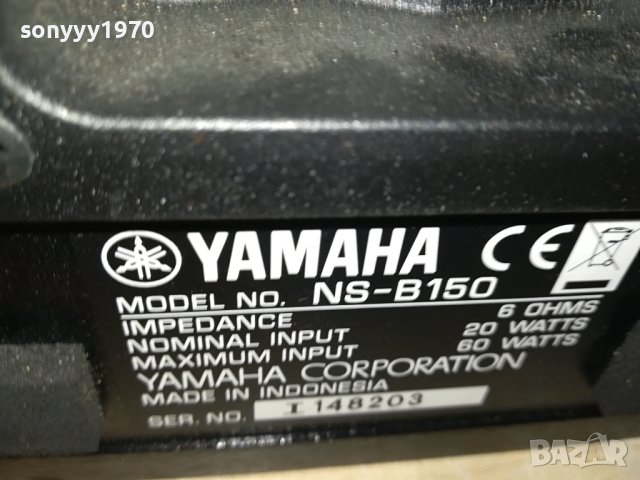 sonyyy1970
YAMAHA CE
MODEL NO. NS-B150
IMPEDANCE 6 OHMS
NOMINAL INPUT 20 WATTS
MAXIMUM INPUT 60 WATTS
YAMAHA CORPORATION
MADE IN INDONESIA
SER. NO. I 148203
BAZAR